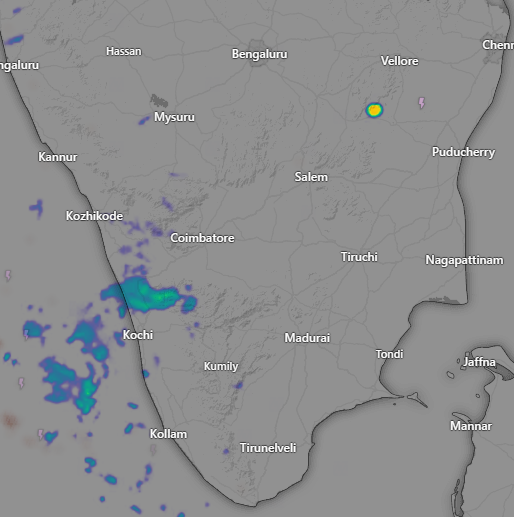 Hassan
Bengaluru
Chenn
ngaluru
Vellore
Mysuru
Kannur
Puducherry
Salem
Kozhikode
Coimbatore
Tiruchi
Nagapattinam
Kochi
Madurai
Tondi
Kumily
Jaffna
Mannar
Kollam
Tirunelveli